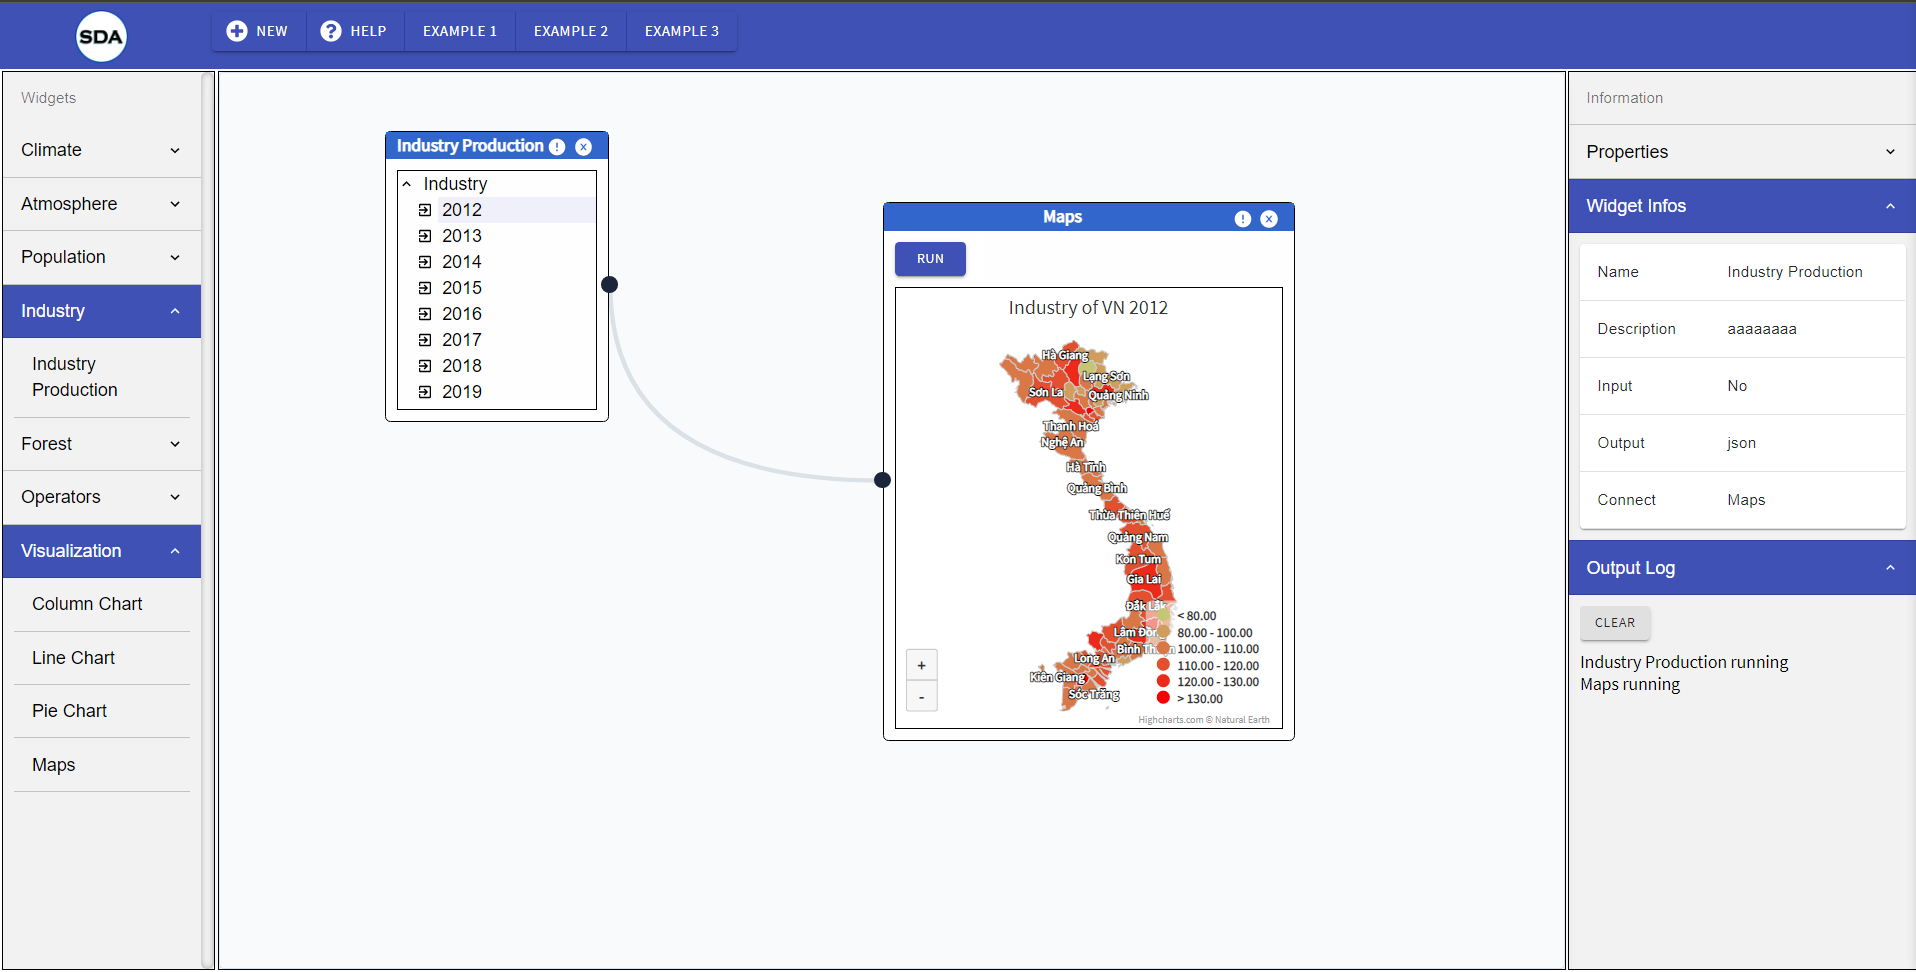 SDA
NEW
HELP
EXAMPLE 1
EXAMPLE 2
EXAMPLE 3
Widgets
Climate
Atmosphere
Population
Industry
Industry
Production
Forest
Operators
Visualization
Column Chart
Line Chart
Pie Chart
Maps
Industry Production
Industry
2012
2013
2014
2015
2016
2017
2018
2019
Maps
RUN
Industry of VN 2012
Hà Giang
Lạng Sơn
Sơn La
Quảng Ninh
Thanh Hoá
Nghệ An
Hà Tĩnh
Quảng Bình
Thừa Thiên Huế
Quảng Nam
Kon Tum
Gia Lai
Đắk Lắk
Lâm Đồng
Bình Thuận
Long An
Kiên Giang
Sóc Trăng
< 80.00
80.00 - 100.00
100.00 - 110.00
110.00 - 120.00
120.00 - 130.00
> 130.00
+
-
Highcharts.com © Natural Earth
Information
Properties
Widget Infos
Name Industry Production
Description aaaaaaaa
Input No
Output json
Connect Maps
Output Log
CLEAR
Industry Production running
Maps running